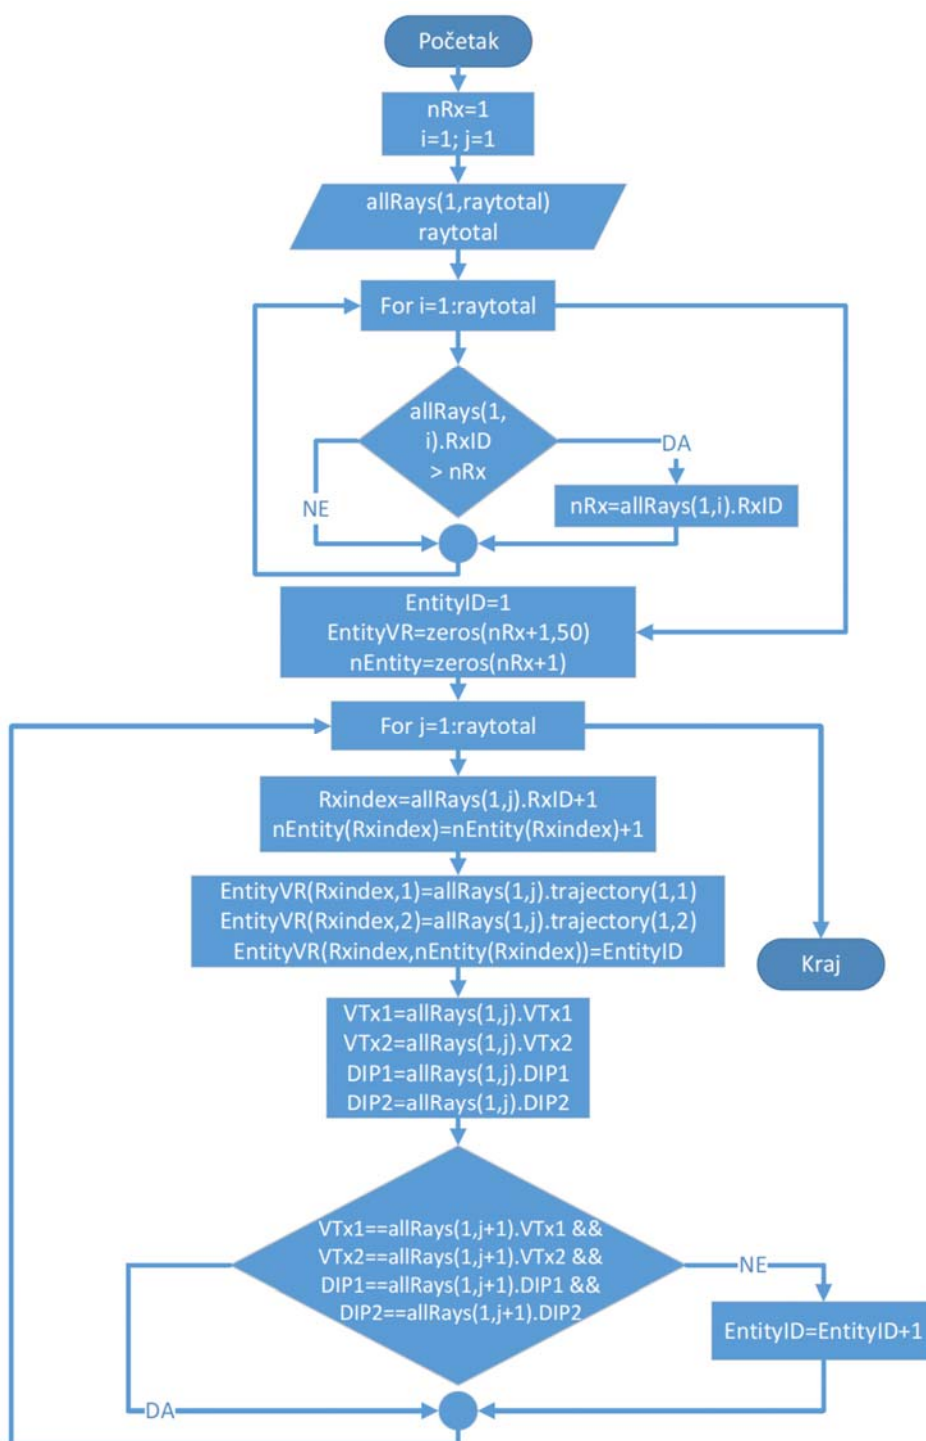 Početak
nRx=1
i=1; j=1
allRays(1,raytotal)
raytotal
For i=1:raytotal
allRays(1,
i).RxID
> nRx
DA
NE
nRx=allRays(1,i).RxID
EntityID=1
EntityVR=zeros(nRx+1,50)
nEntity=zeros(nRx+1)
For j=1:raytotal
Rxindex=allRays(1,j).RxID+1
nEntity(Rxindex)=nEntity(Rxindex)+1
EntityVR(Rxindex,1)=allRays(1,j).trajectory(1,1)
EntityVR(Rxindex,2)=allRays(1,j).trajectory(1,2)
EntityVR(Rxindex,nEntity(Rxindex))=EntityID
Kraj
VTx1=allRays(1,j).VTx1
VTx2=allRays(1,j).VTx2
DIP1=allRays(1,j).DIP1
DIP2=allRays(1,j).DIP2
VTx1==allRays(1,j+1).VTx1 &&
VTx2==allRays(1,j+1).VTx2 &&
DIP1==allRays(1,j+1).DIP1 &&
DIP2==allRays(1,j+1).DIP2
NE
EntityID=EntityID+1
DA